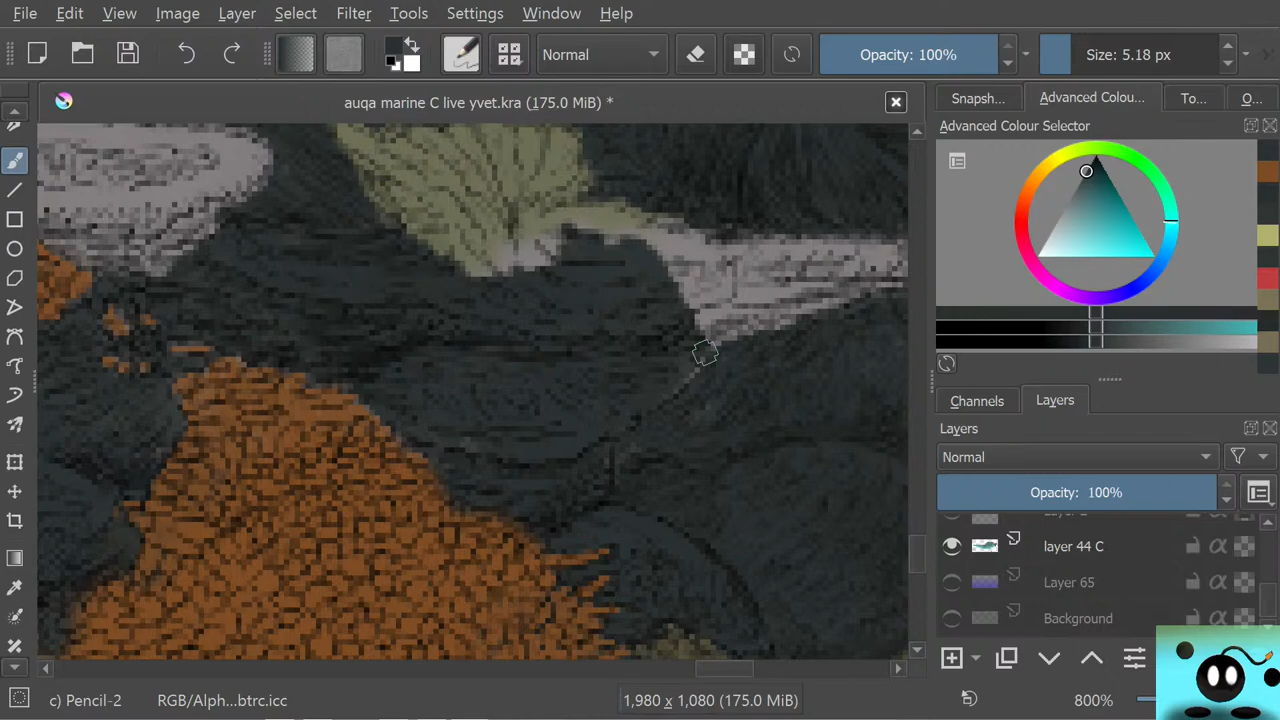 File Edit View Image Layer Select Filter Tools Settings Window Help
Normal Opacity: 100% Size: 5.18 px
auqa marine C live yvet.kra (175.0 MiB) *
Snapsh... Advanced Colou... To... O...
Advanced Colour Selector
Channels Layers
Layers
Normal
Opacity: 100%
layer 44 C
Layer 65
Background
c) Pencil-2 RGB/Alph...btrc.icc 1,980 x 1,080 (175.0 MiB) 800%